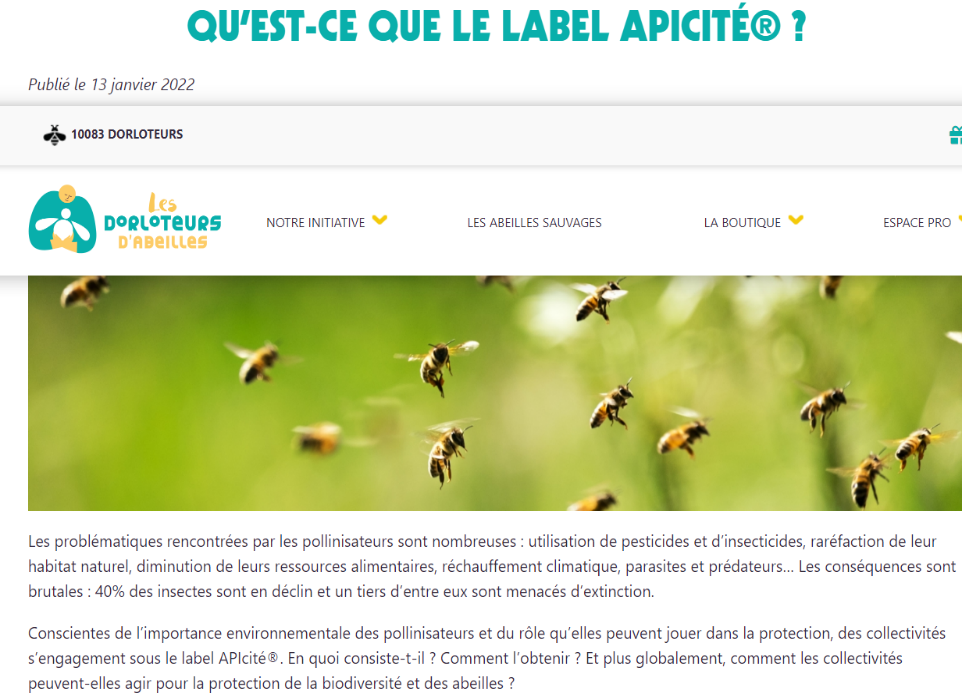 QU'EST-CE QUE LE LABEL APICITÉ® ?
Publié le 13 janvier 2022
10083 DORLOTEURS
Les
DORLOTEURS
D'ABEILLES
NOTRE INITIATIVE
LES ABEILLES SAUVAGES
LA BOUTIQUE
ESPACE PRO
Les problématiques rencontrées par les pollinisateurs sont nombreuses : utilisation de pesticides et d'insecticides, raréfaction de leur
habitat naturel, diminution de leurs ressources alimentaires, réchauffement climatique, parasites et prédateurs... Les conséquences sont
brutales : 40% des insectes sont en déclin et un tiers d'entre eux sont menacés d'extinction.
Conscientes de l'importance environnementale des pollinisateurs et du rôle qu'elles peuvent jouer dans la protection, des collectivités
s'engagement sous le label APIcité®. En quoi consiste-t-il ? Comment l'obtenir ? Et plus globalement, comment les collectivités
peuvent-elles agir pour la protection de la biodiversité et des abeilles ?